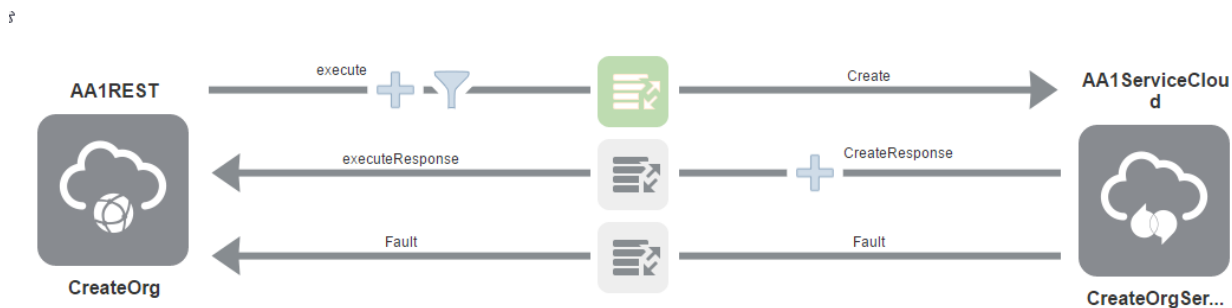 execute
Create
AA1REST
AA1ServiceClou
d
executeResponse
CreateResponse
Fault
Fault
CreateOrg
CreateOrgSer...